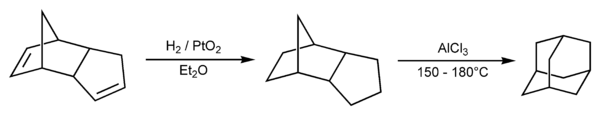 H2 / PtO2
Et2O
AlCl3
150 - 180°C